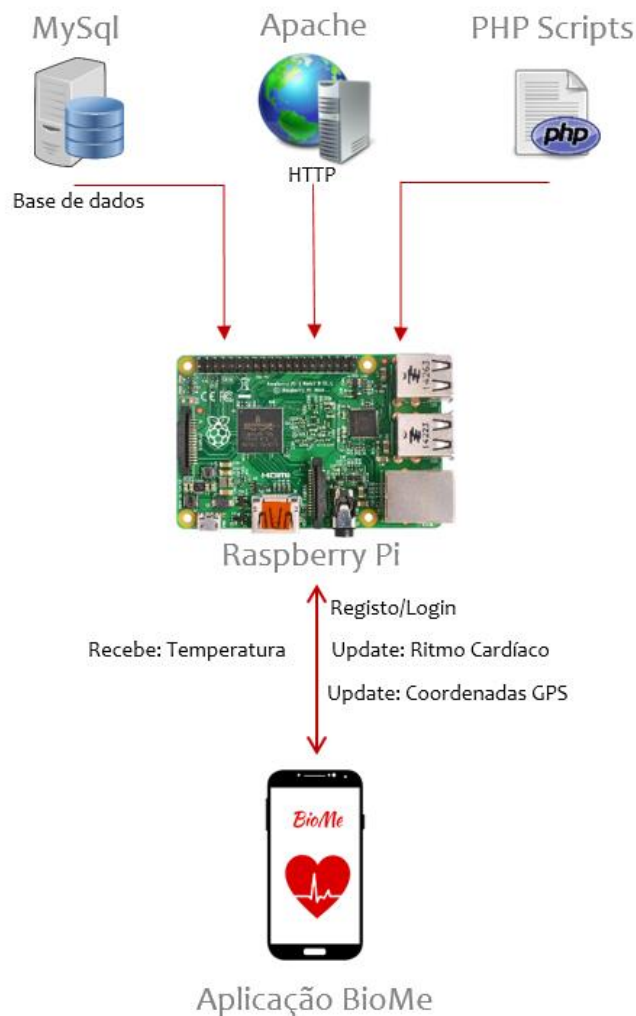 MySql
Apache
PHP Scripts
php
HTTP
Base de dados
Raspberry Pi
Registo/Login
Recebe: Temperatura
Update: Ritmo Cardíaco
Update: Coordenadas GPS
BioMe
Aplicação BioMe